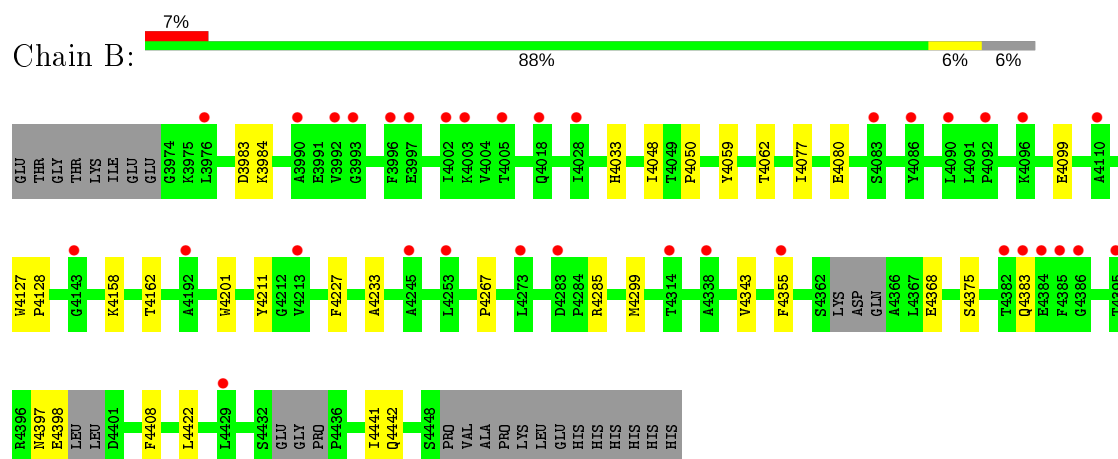 7%
Chain B:
88% 6% 6%
GLU THR GLY THR LYS ILE GLU GLU G3974 K3975 L3976 D3983 K3984 A3990 E3991 V3992 G3993 F3996 E3997 I4002 K4003 V4004 T4005 Q4018 I4028 H4033 I4048 T4049 P4050 Y4059 T4062 I4077 E4080 S4083 Y4086 L4090 L4091 P4092 K4096 E4099 A4110
W4127 P4128 G4143 K4158 T4162 A4192 W4201 Y4211 G4212 V4213 F4227 A4233 A4245 L4253 P4267 L4273 D4283 P4284 R4285 M4299 T4314 A4338 V4343 F4355 S4362 LYS ASP GLN A4366 L4367 E4368 S4375 T4382 Q4383 E4384 F4385 G4386 T4395
R4396 N4397 E4398 LEU LEU D4401 F4408 L4422 L4429 S4432 GLU GLY PRO P4436 I4441 Q4442 S4448 PRO VAL ALA PRO LYS LEU GLU HIS HIS HIS HIS HIS HIS